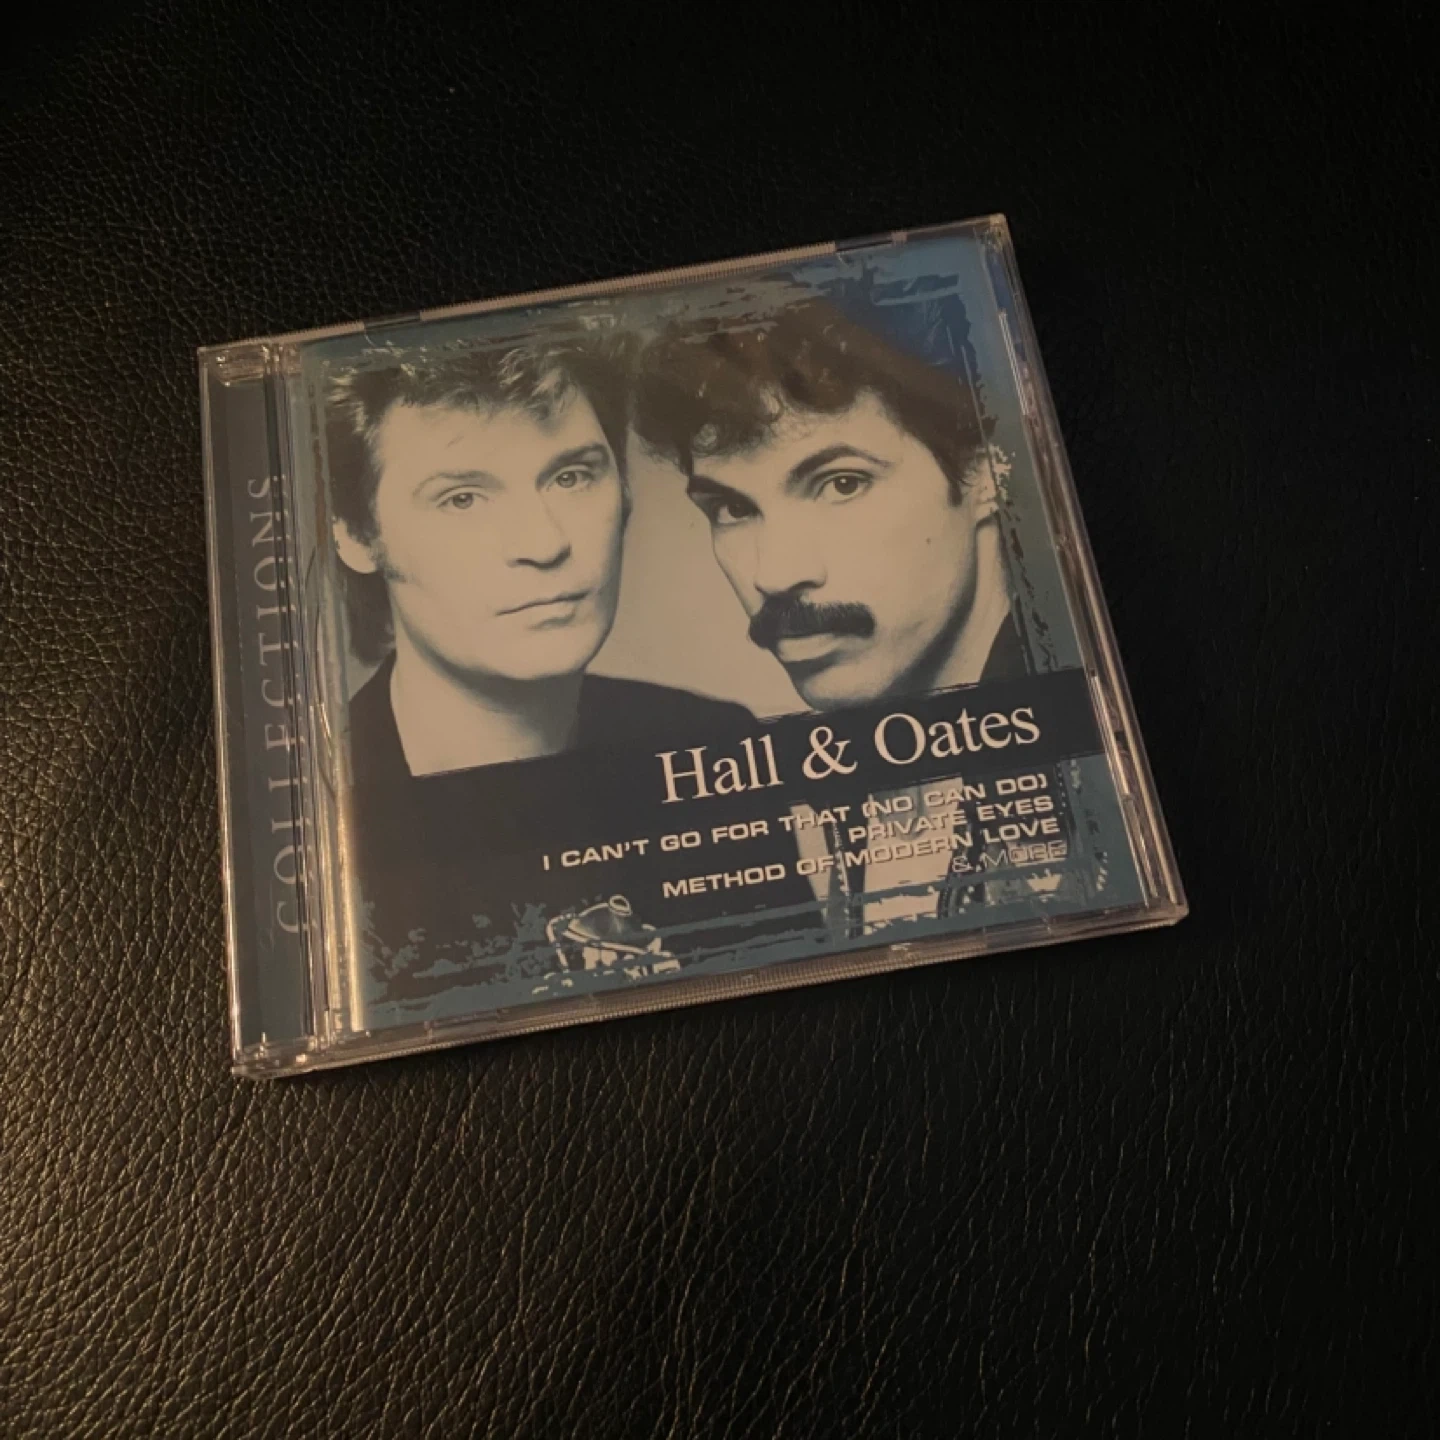 COLLECTIONS
Hall & Oates
I CAN'T GO FOR THAT (NO CAN DO)
PRIVATE EYES
METHOD OF MODERN LOVE
& MORE